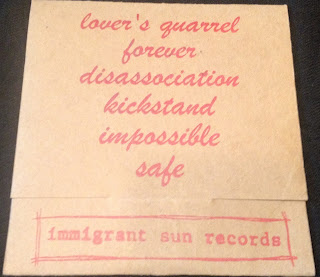 lover's quarrel
forever
disassociation
kickstand
impossible
safe
immigrant sun records